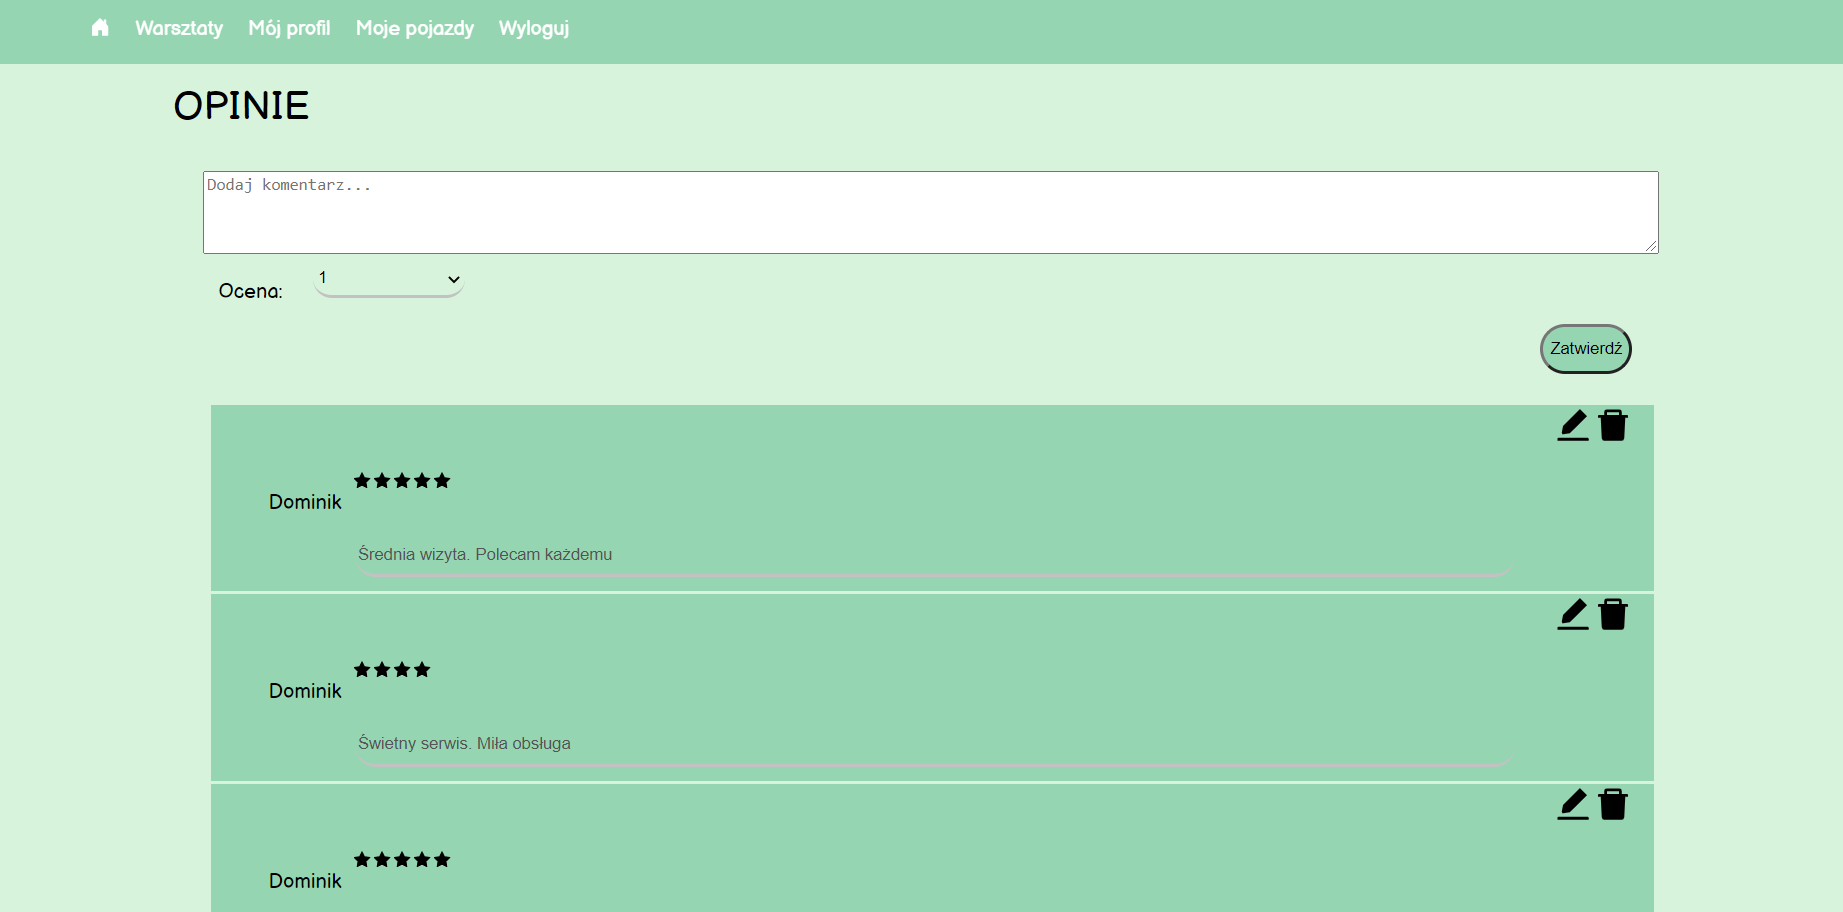 Warsztaty Mój profil Moje pojazdy Wyloguj
OPINIE
Dodaj komentarz...
Ocena: 1
Zatwierdź
Dominik
Średnia wizyta. Polecam każdemu
Dominik
Świetny serwis. Miła obsługa
Dominik